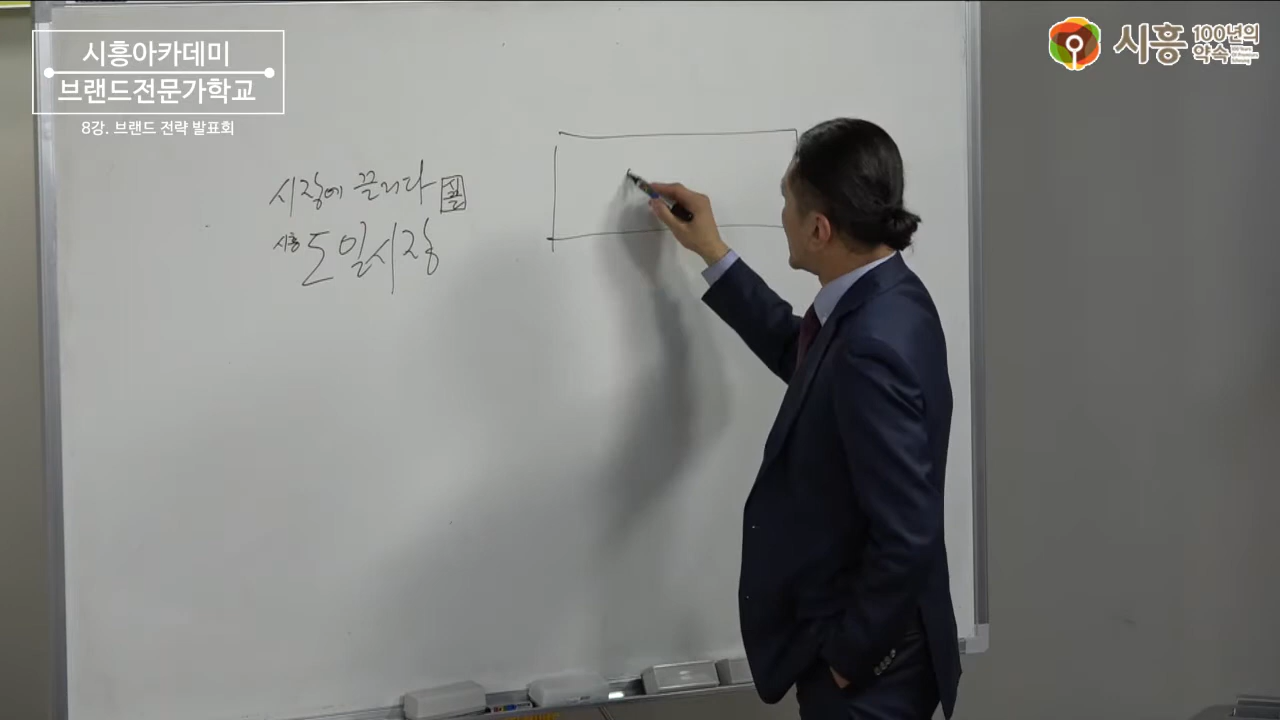 시흥아카데미
브랜드전문가학교
8강. 브랜드 전략 발표회
시흥 100년의
약속
시장에 끌리다
시흥 도일시장